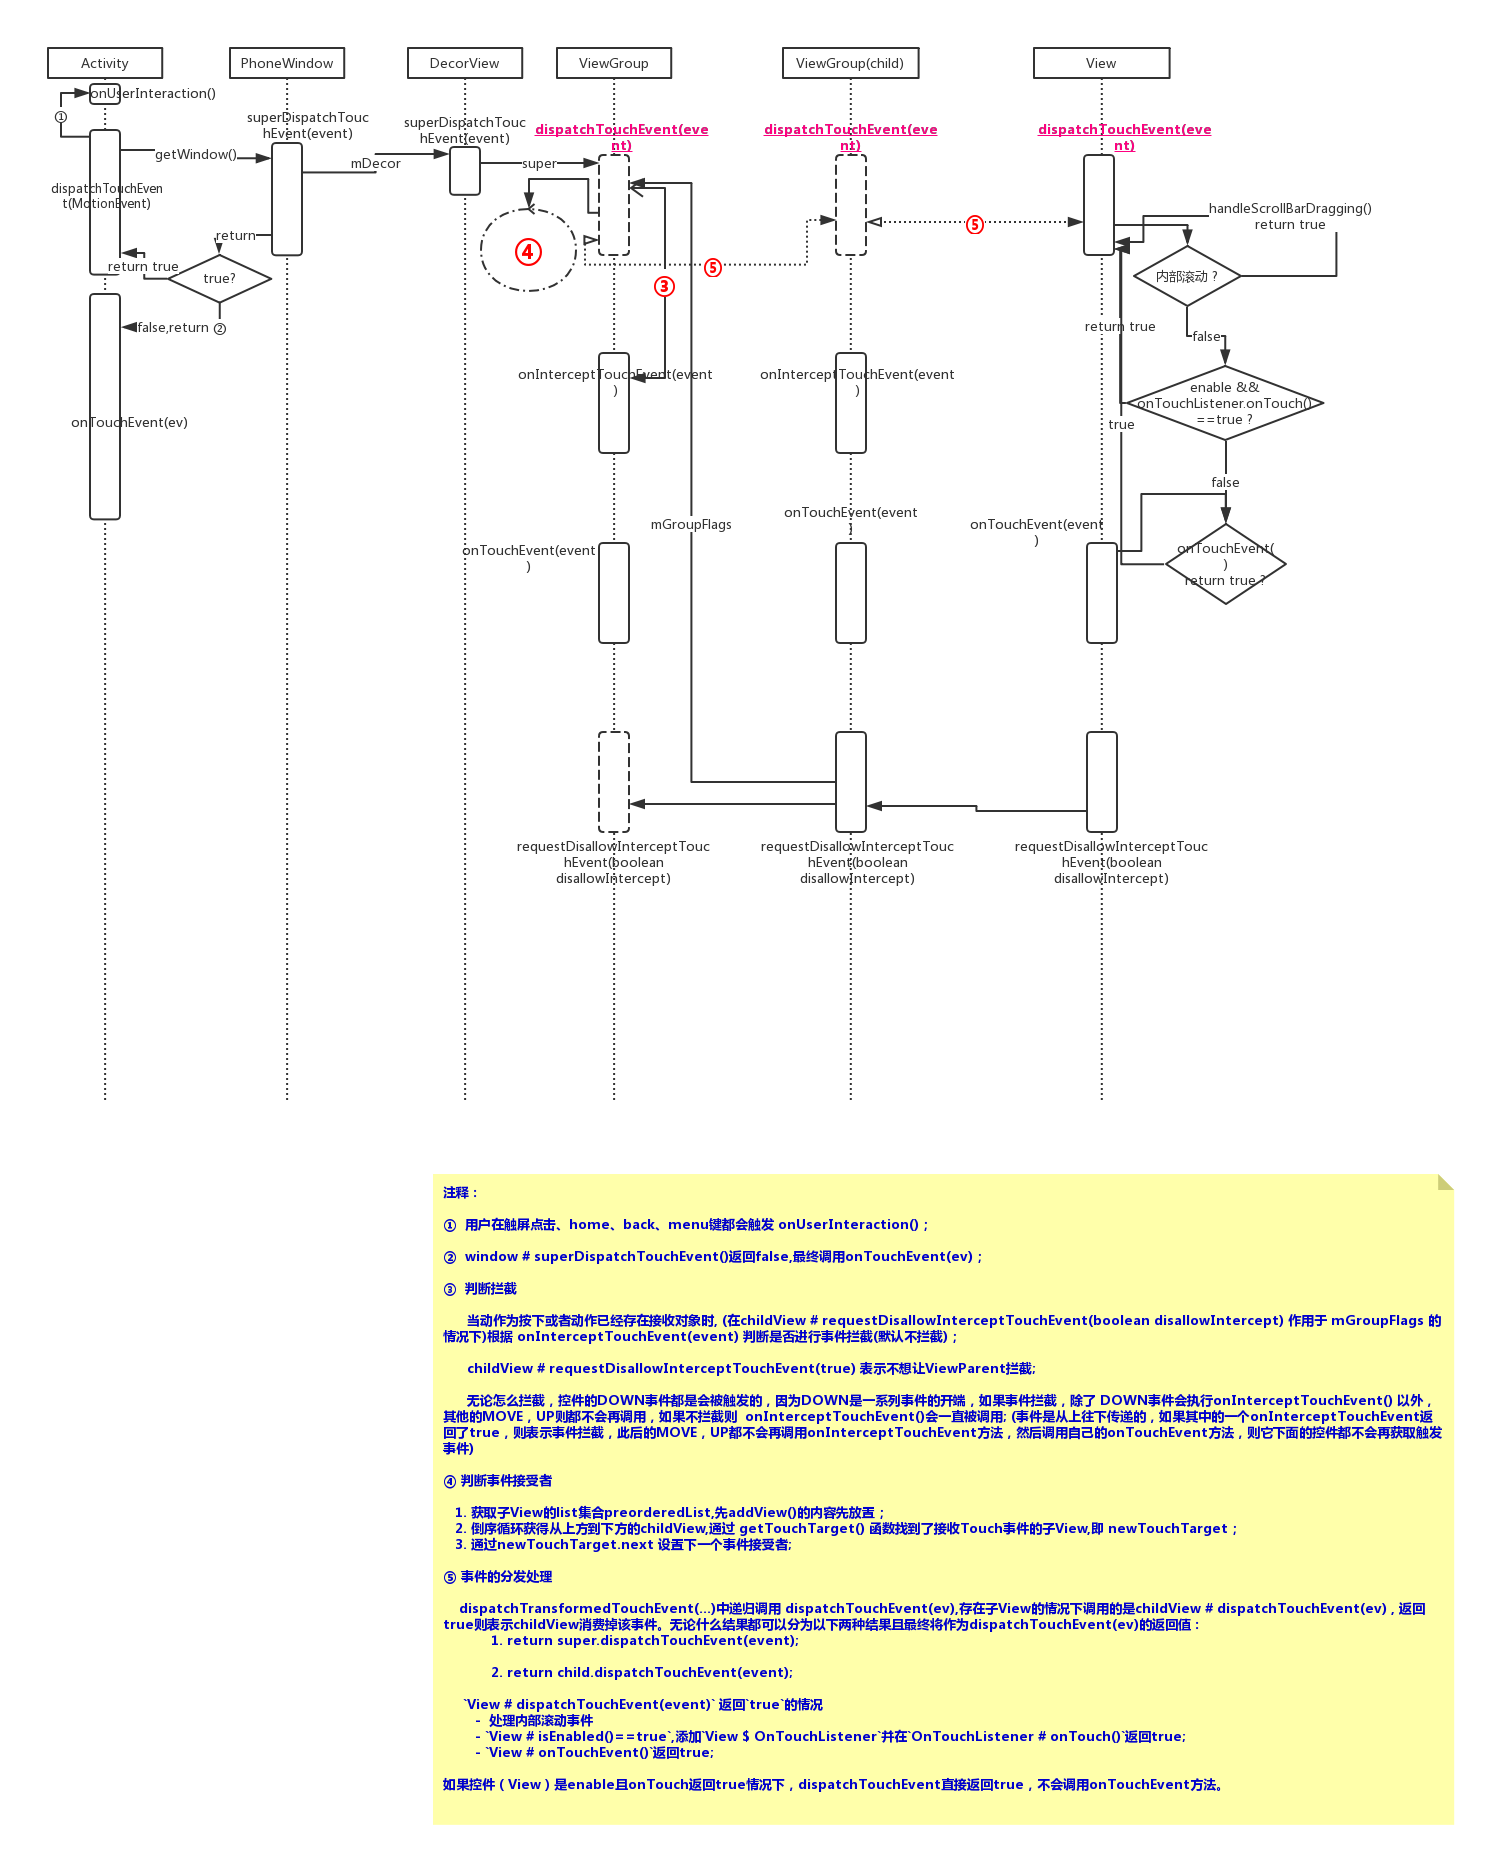 Activity
PhoneWindow
DecorView
ViewGroup
ViewGroup(child)
View
onUserInteraction()
①
superDispatchTouc
hEvent(event)
superDispatchTouc
hEvent(event)
dispatchTouchEvent(eve
nt)
dispatchTouchEvent(eve
nt)
dispatchTouchEvent(eve
nt)
getWindow()
mDecor
super
dispatchTouchEven
t(MotionEvent)
handleScrollBarDragging()
return true
return
④
⑤
⑤
return true
true?
③
内部滚动？
false,return ②
return true
false
onInterceptTouchEvent(event
)
onInterceptTouchEvent(event
)
enable &&
onTouchListener.onTouch()
==true ?
onTouchEvent(ev)
true
false
mGroupFlags
onTouchEvent(event
)
onTouchEvent(event
)
onTouchEvent(event
)
onTouchEvent(
)
return true ?
requestDisallowInterceptTouc
hEvent(boolean
disallowIntercept)
requestDisallowInterceptTouc
hEvent(boolean
disallowIntercept)
requestDisallowInterceptTouc
hEvent(boolean
disallowIntercept)
注释：
① 用户在触屏点击、home、back、menu键都会触发 onUserInteraction()；
② window # superDispatchTouchEvent()返回false,最终调用onTouchEvent(ev)；
③ 判断拦截
当动作为按下或者动作已经存在接收对象时, (在childView # requestDisallowInterceptTouchEvent(boolean disallowIntercept) 作用于 mGroupFlags 的
情况下)根据 onInterceptTouchEvent(event) 判断是否进行事件拦截(默认不拦截)；
childView # requestDisallowInterceptTouchEvent(true) 表示不想让ViewParent拦截;
无论怎么拦截，控件的DOWN事件都是会被触发的，因为DOWN是一系列事件的开端，如果事件拦截，除了 DOWN事件会执行onInterceptTouchEvent() 以外，
其他的MOVE，UP则都不会再调用，如果不拦截则 onInterceptTouchEvent()会一直被调用; (事件是从上往下传递的，如果其中的一个onInterceptTouchEvent返
回了true，则表示事件拦截，此后的MOVE，UP都不会再调用onInterceptTouchEvent方法，然后调用自己的onTouchEvent方法，则它下面的控件都不会再获取触发
事件)
④ 判断事件接受者
1. 获取子View的list集合preorderedList,先addView()的内容先放置；
2. 倒序循环获得从上方到下方的childView,通过 getTouchTarget() 函数找到了接收Touch事件的子View,即 newTouchTarget；
3. 通过newTouchTarget.next 设置下一个事件接受者;
⑤ 事件的分发处理
dispatchTransformedTouchEvent(...)中递归调用 dispatchTouchEvent(ev),存在子View的情况下调用的是childView # dispatchTouchEvent(ev)，返回
true则表示childView消费掉该事件。无论什么结果都可以分为以下两种结果且最终将作为dispatchTouchEvent(ev)的返回值：
1. return super.dispatchTouchEvent(event);
2. return child.dispatchTouchEvent(event);
`View # dispatchTouchEvent(event)` 返回`true`的情况
- 处理内部滚动事件
- `View # isEnabled()==true`,添加`View $ OnTouchListener`并在`OnTouchListener # onTouch()`返回true;
- `View # onTouchEvent()`返回true;
如果控件（View）是enable且onTouch返回true情况下，dispatchTouchEvent直接返回true，不会调用onTouchEvent方法。